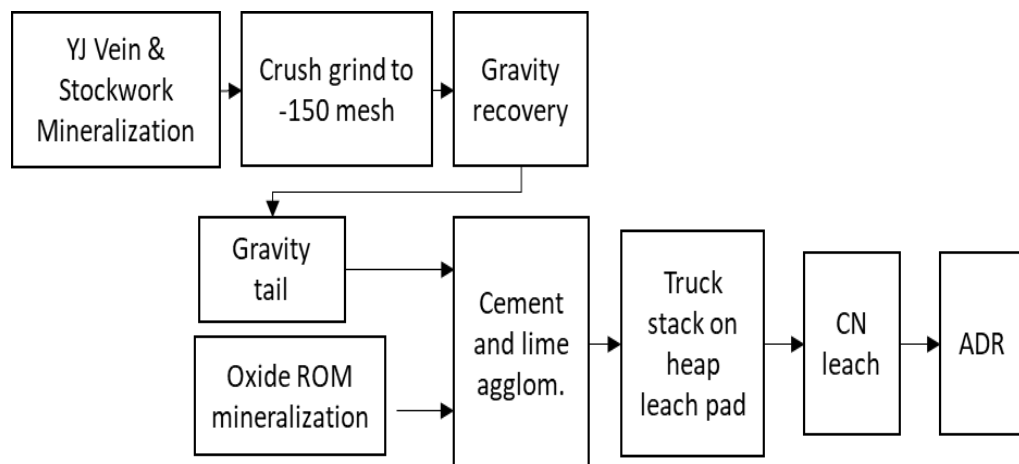 YJ Vein &
Stockwork
Mineralization
Crush grind to
-150 mesh
Gravity
recovery
Gravity
tail
Oxide ROM
mineralization
Cement
and lime
agglom.
Truck
stack on
heap
leach pad
CN
leach
ADR